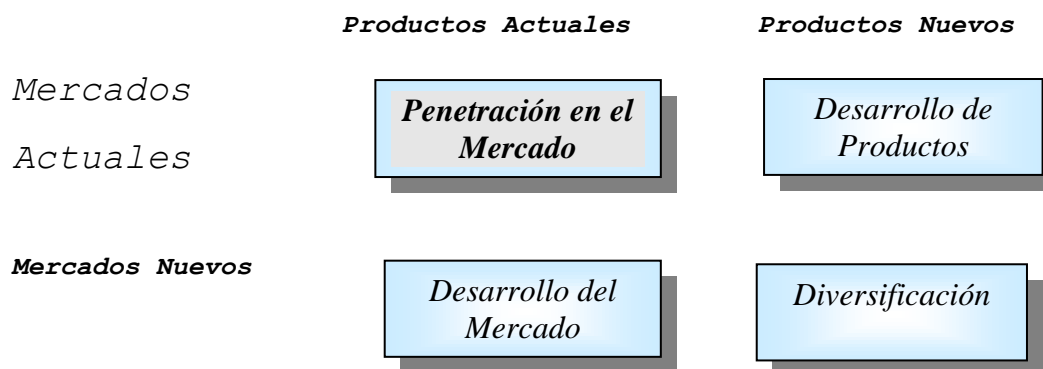 Productos Actuales
Productos Nuevos
Mercados
Actuales
Penetración en el
Mercado
Desarrollo de
Productos
Mercados Nuevos
Desarrollo del
Mercado
Diversificación